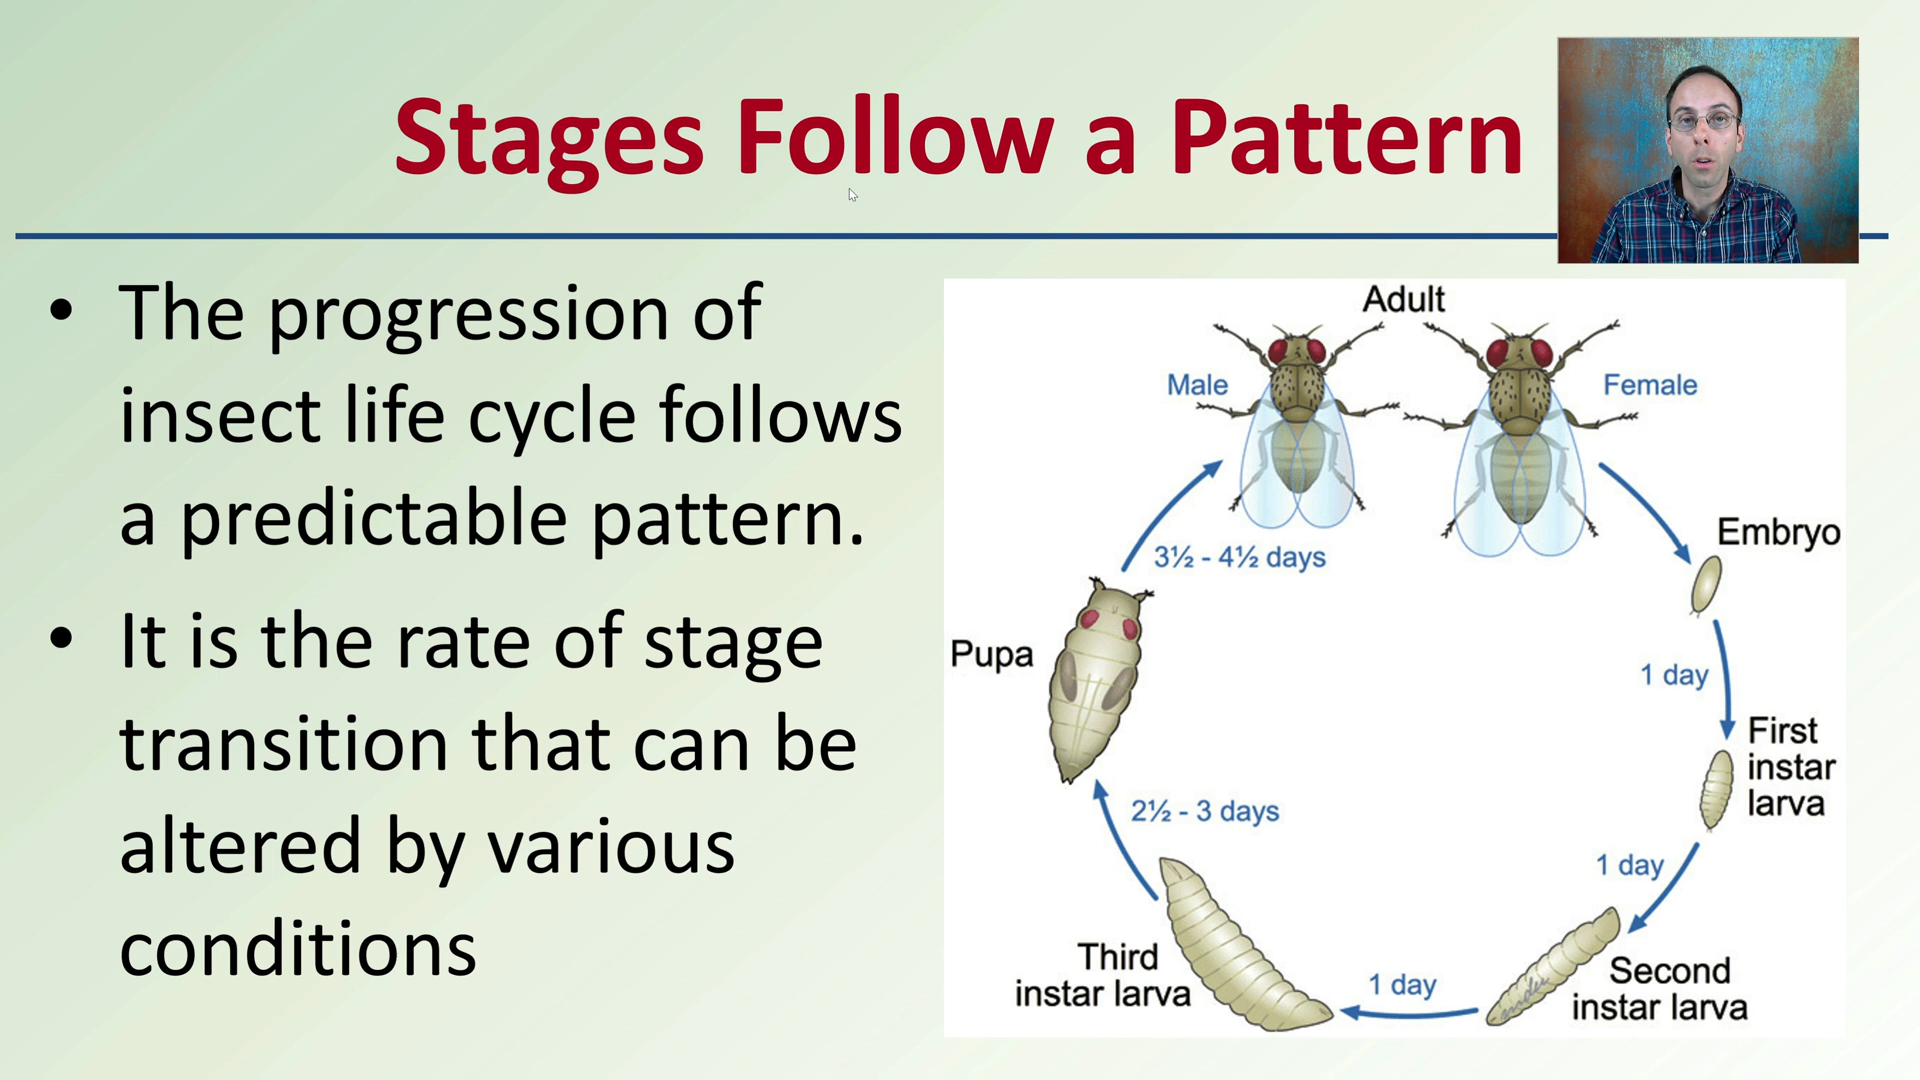 Stages Follow a Pattern
• The progression of
insect life cycle follows
a predictable pattern.
• It is the rate of stage
transition that can be
altered by various
conditions
Adult
Male
Female
3½ - 4½ days
Embryo
Pupa
1 day
First
instar
larva
2½ - 3 days
1 day
Third
instar larva
1 day
Second
instar larva